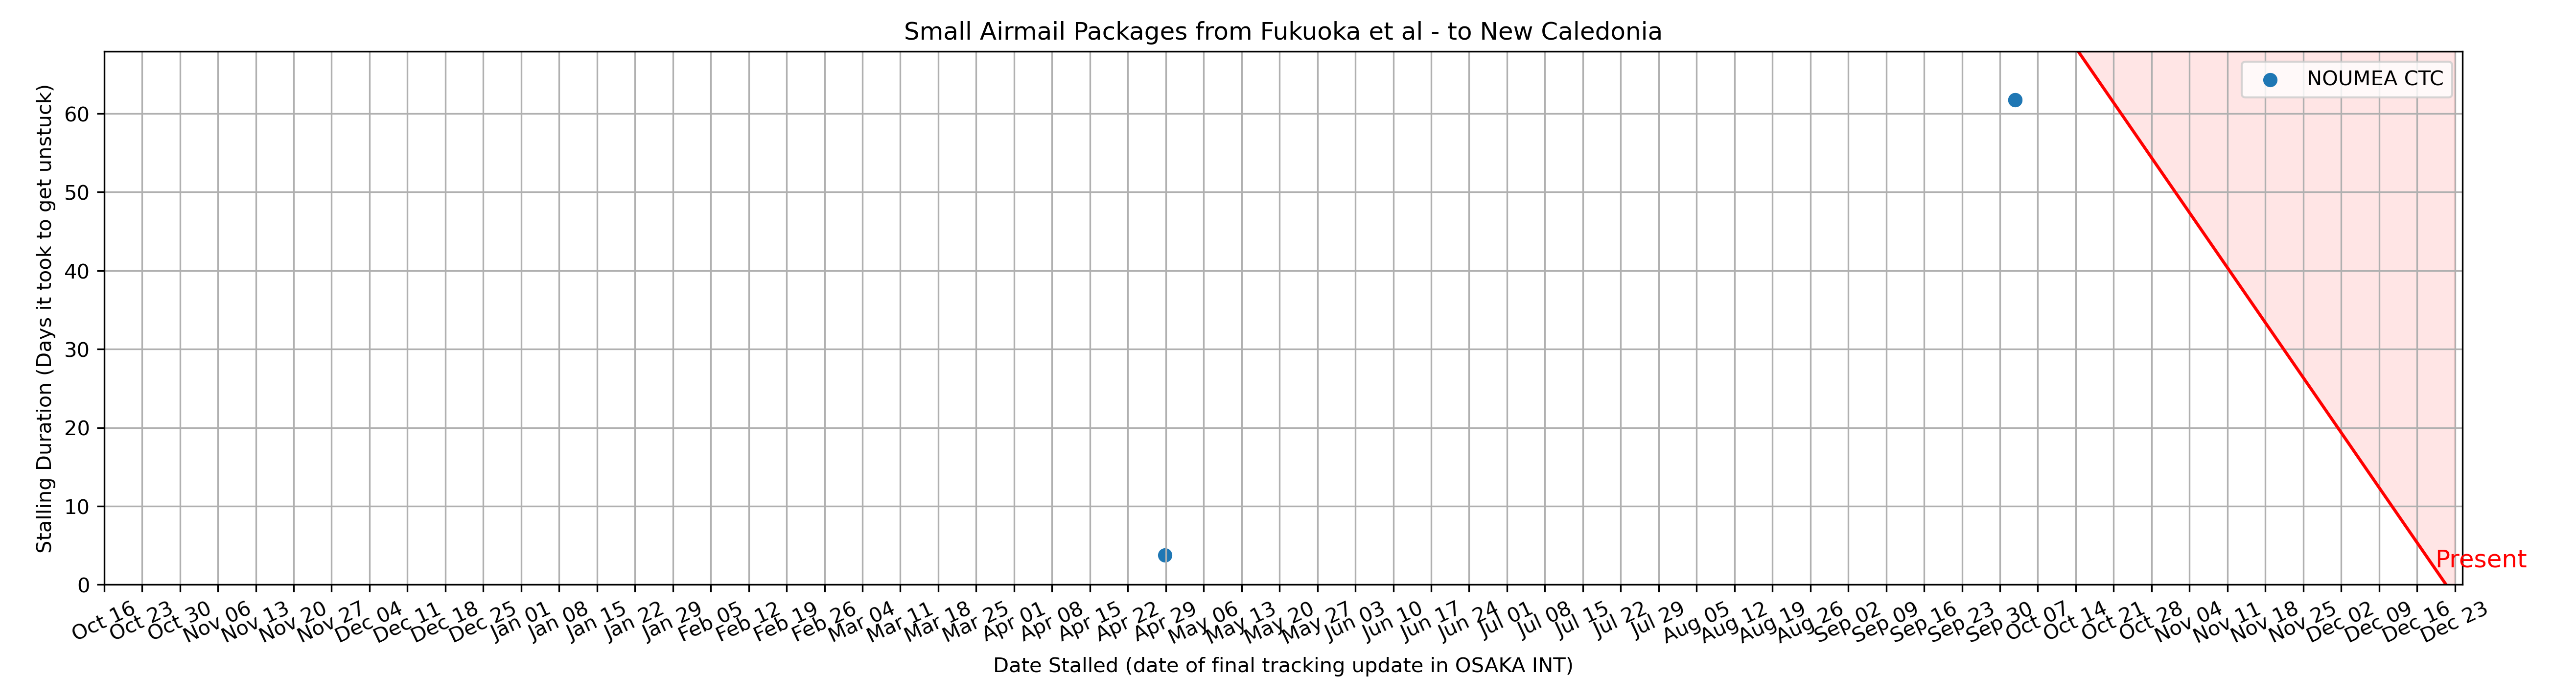 Small Airmail Packages from Fukuoka et al - to New Caledonia
Stalling Duration (Days it took to get unstuck)
60
50
40
30
20
10
0
NOUMEA CTC
Present
Oct 16
Oct 23
Oct 30
Nov 06
Nov 13
Nov 20
Nov 27
Dec 04
Dec 11
Dec 18
Dec 25
Jan 01
Jan 08
Jan 15
Jan 22
Jan 29
Feb 05
Feb 12
Feb 19
Feb 26
Mar 04
Mar 11
Mar 18
Mar 25
Apr 01
Apr 08
Apr 15
Apr 22
Apr 29
May 06
May 13
May 20
May 27
Jun 03
Jun 10
Jun 17
Jun 24
Jul 01
Jul 08
Jul 15
Jul 22
Jul 29
Aug 05
Aug 12
Aug 19
Aug 26
Sep 02
Sep 09
Sep 16
Sep 23
Sep 30
Oct 07
Oct 14
Oct 21
Oct 28
Nov 04
Nov 11
Nov 18
Nov 25
Dec 02
Dec 09
Dec 16
Dec 23
Date Stalled (date of final tracking update in OSAKA INT)